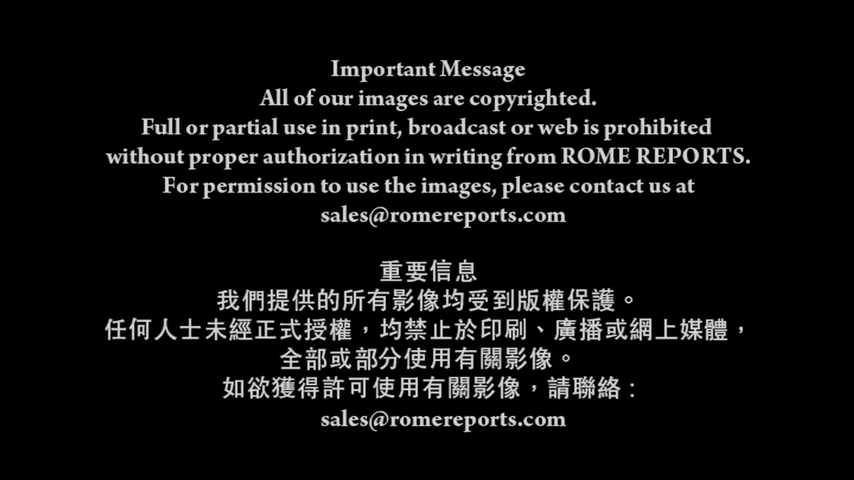 Important Message
All of our images are copyrighted.
Full or partial use in print, broadcast or web is prohibited
without proper authorization in writing from ROME REPORTS.
For permission to use the images, please contact us at
sales@romereports.com
重要信息
我們提供的所有影像均受到版權保護。
任何人士未經正式授權，均禁止於印刷、廣播或網上媒體，
全部或部分使用有關影像。
如欲獲得許可使用有關影像，請聯絡：
sales@romereports.com